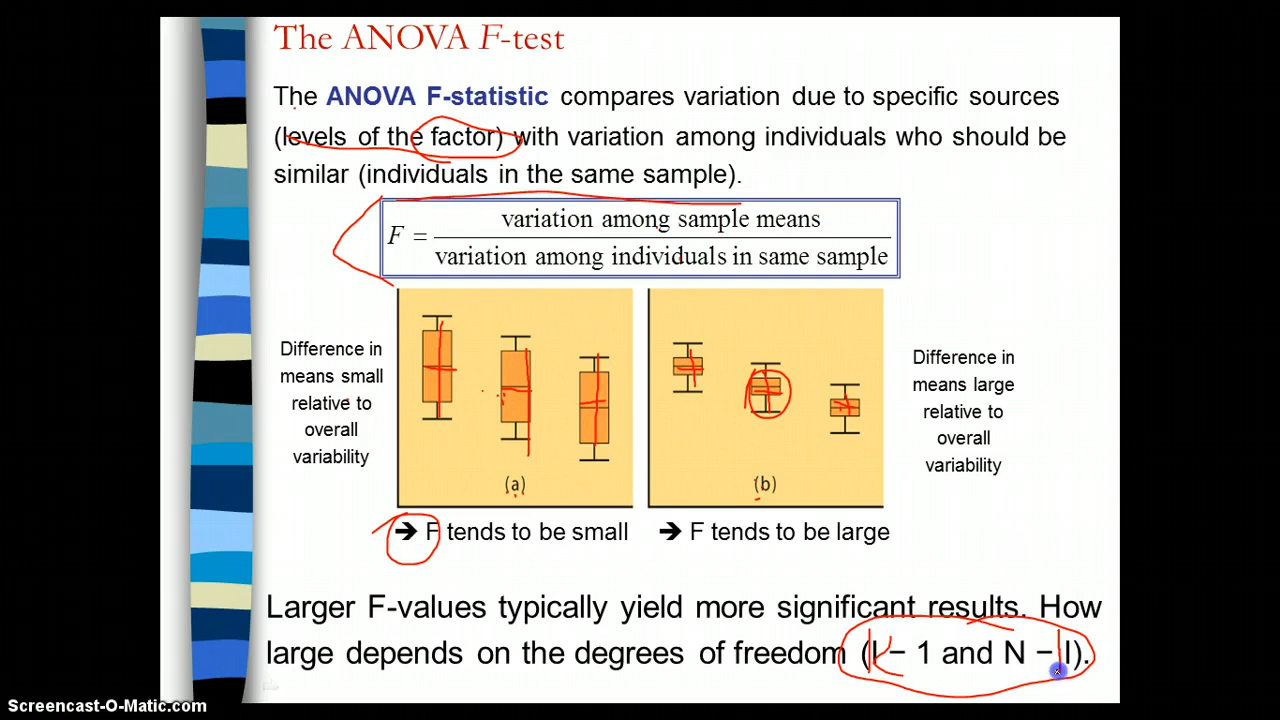 The ANOVA F-test
The ANOVA F-statistic compares variation due to specific sources
(levels of the factor) with variation among individuals who should be
similar (individuals in the same sample).
F = variation among sample means
variation among individuals in same sample
Difference in
means small
relative to
overall
variability
(a)
(b)
Difference in
means large
relative to
overall
variability
➔ F tends to be small
➔ F tends to be large
Larger F-values typically yield more significant results. How
large depends on the degrees of freedom (I − 1 and N − I).
Screencast-O-Matic.com